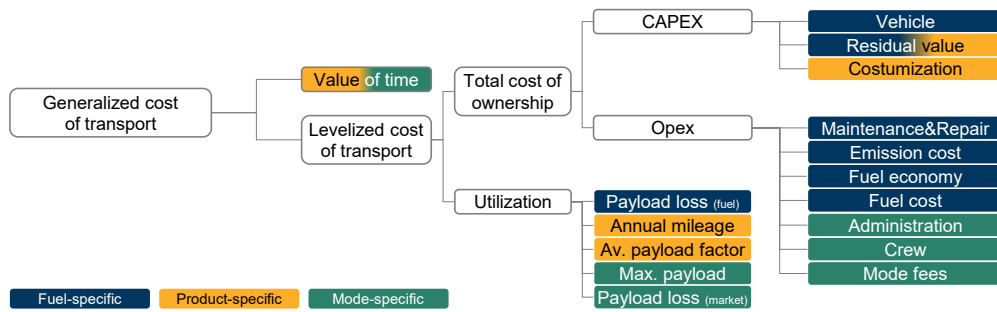 Generalized cost
of transport
Value of time
Levelized cost
of transport
Total cost of
ownership
Utilization
CAPEX
Vehicle
Residual value
Costumization
Opex
Maintenance&Repair
Emission cost
Fuel economy
Fuel cost
Administration
Crew
Mode fees
Payload loss (fuel)
Annual mileage
Av. payload factor
Max. payload
Payload loss (market)
Fuel-specific
Product-specific
Mode-specific